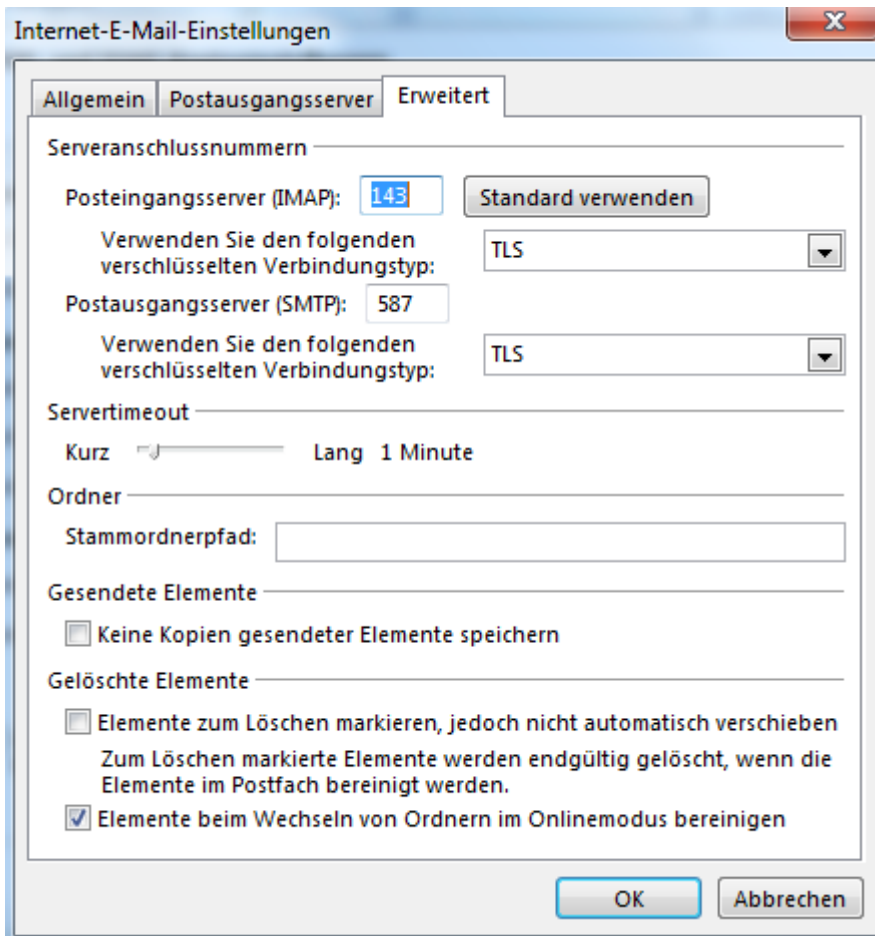 Internet-E-Mail-Einstellungen
Allgemein Postausgangsserver Erweitert
Serveranschlussnummern
Posteingangsserver (IMAP): 143 Standard verwenden
Verwenden Sie den folgenden
verschlüsselten Verbindungstyp: TLS
Postausgangsserver (SMTP): 587
Verwenden Sie den folgenden
verschlüsselten Verbindungstyp: TLS
Servertimeout
Kurz Lang 1 Minute
Ordner
Stammordnerpfad:
Gesendete Elemente
Keine Kopien gesendeter Elemente speichern
Gelöschte Elemente
Elemente zum Löschen markieren, jedoch nicht automatisch verschieben
Zum Löschen markierte Elemente werden endgültig gelöscht, wenn die
Elemente im Postfach bereinigt werden.
Elemente beim Wechseln von Ordnern im Onlinemodus bereinigen
OK Abbrechen